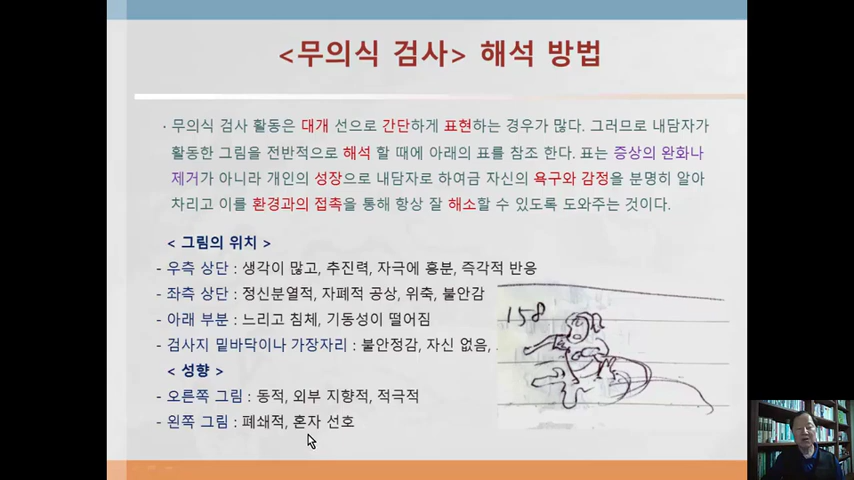 <무의식 검사> 해석 방법
· 무의식 검사 활동은 대개 선으로 간단하게 표현하는 경우가 많다. 그러므로 내담자가
활동한 그림을 전반적으로 해석 할 때에 아래의 표를 참조 한다. 표는 증상의 완화나
제거가 아니라 개인의 성장으로 내담자로 하여금 자신의 욕구와 감정을 분명히 알아
차리고 이를 환경과의 접촉을 통해 항상 잘 해소할 수 있도록 도와주는 것이다.
< 그림의 위치 >
- 우측 상단 : 생각이 많고, 추진력, 자극에 흥분, 즉각적 반응
- 좌측 상단 : 정신분열적, 자폐적 공상, 위축, 불안감
- 아래 부분 : 느리고 침체, 기동성이 떨어짐
- 검사지 밑바닥이나 가장자리 : 불안정감, 자신 없음,
< 성향 >
- 오른쪽 그림 : 동적, 외부 지향적, 적극적
- 왼쪽 그림 : 폐쇄적, 혼자 선호
158